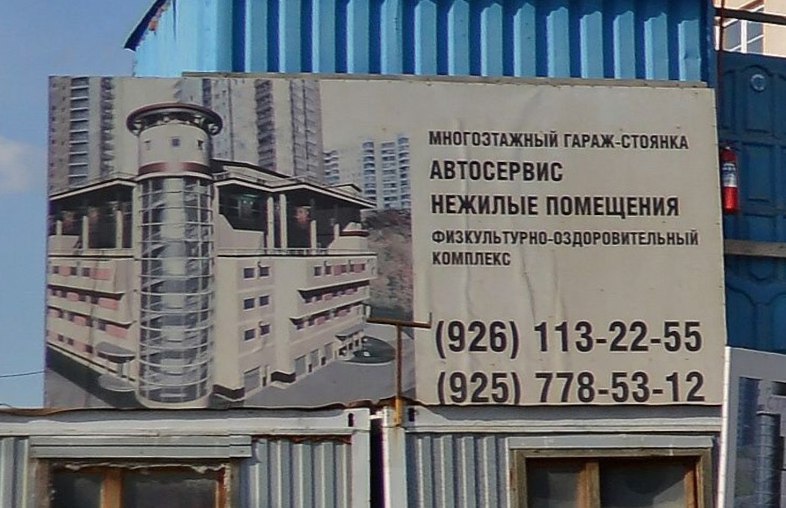 МНОГОЭТАЖНЫЙ ГАРАЖ-СТОЯНКА
АВТОСЕРВИС
НЕЖИЛЫЕ ПОМЕЩЕНИЯ
ФИЗКУЛЬТУРНО-ОЗДОРОВИТЕЛЬНЫЙ
КОМПЛЕКС
(926) 113-22-55
(925) 778-53-12